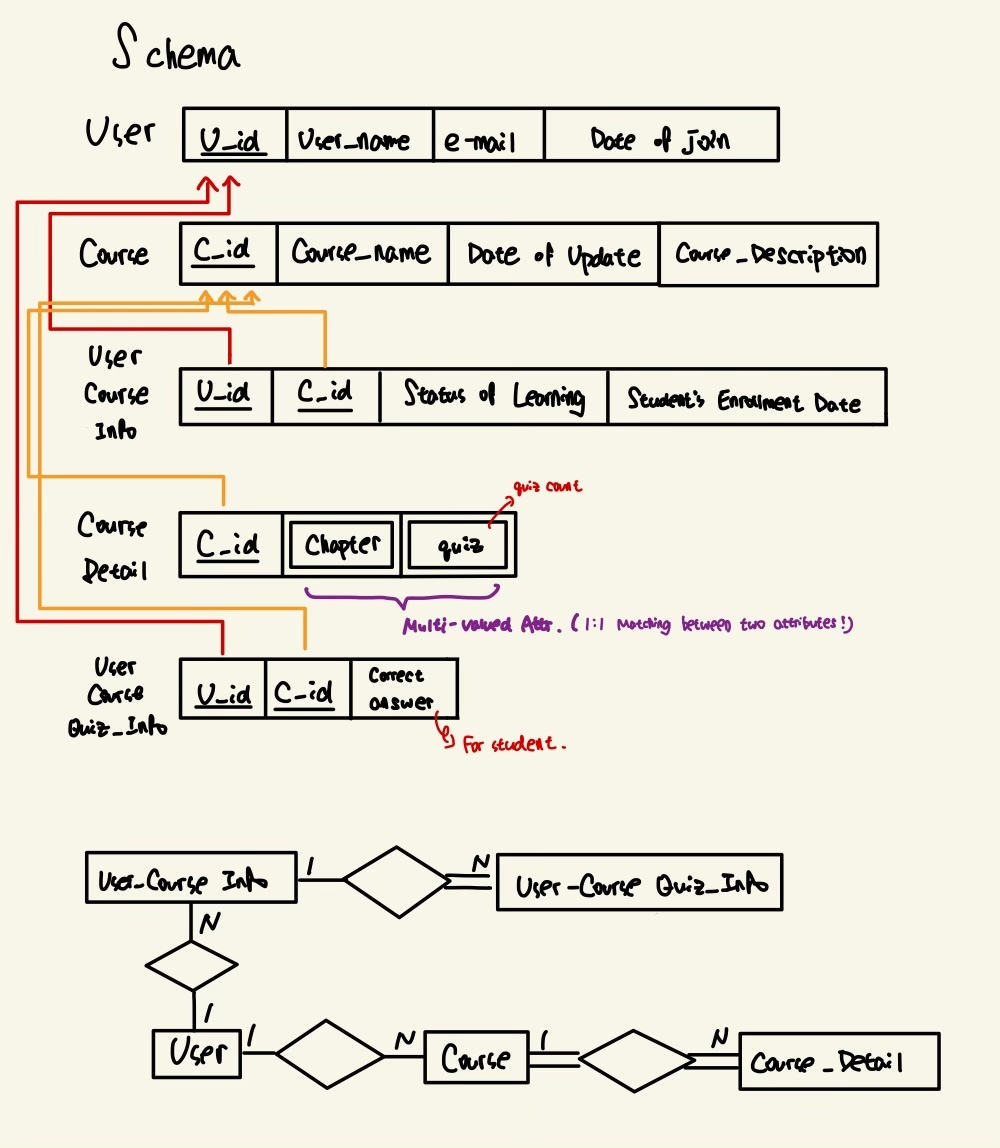 Schema
User U_id User_name e-mail Date of Join
Course C_id Course_name Date of Update Course_Description
User
Course
Info
U_id C_id Status of Learning Student's Enrollment Date
quiz count
Course
Detail
C_id Chapter quiz
Multi-valued Attr. (1:1 Matching between two attributes!)
User
Course
Quiz_Info
U_id C_id Correct
answer
For student.
User-Course Info 1 N User-Course Quiz_Info
N
1
User 1 N Course 1 N Course_Detail